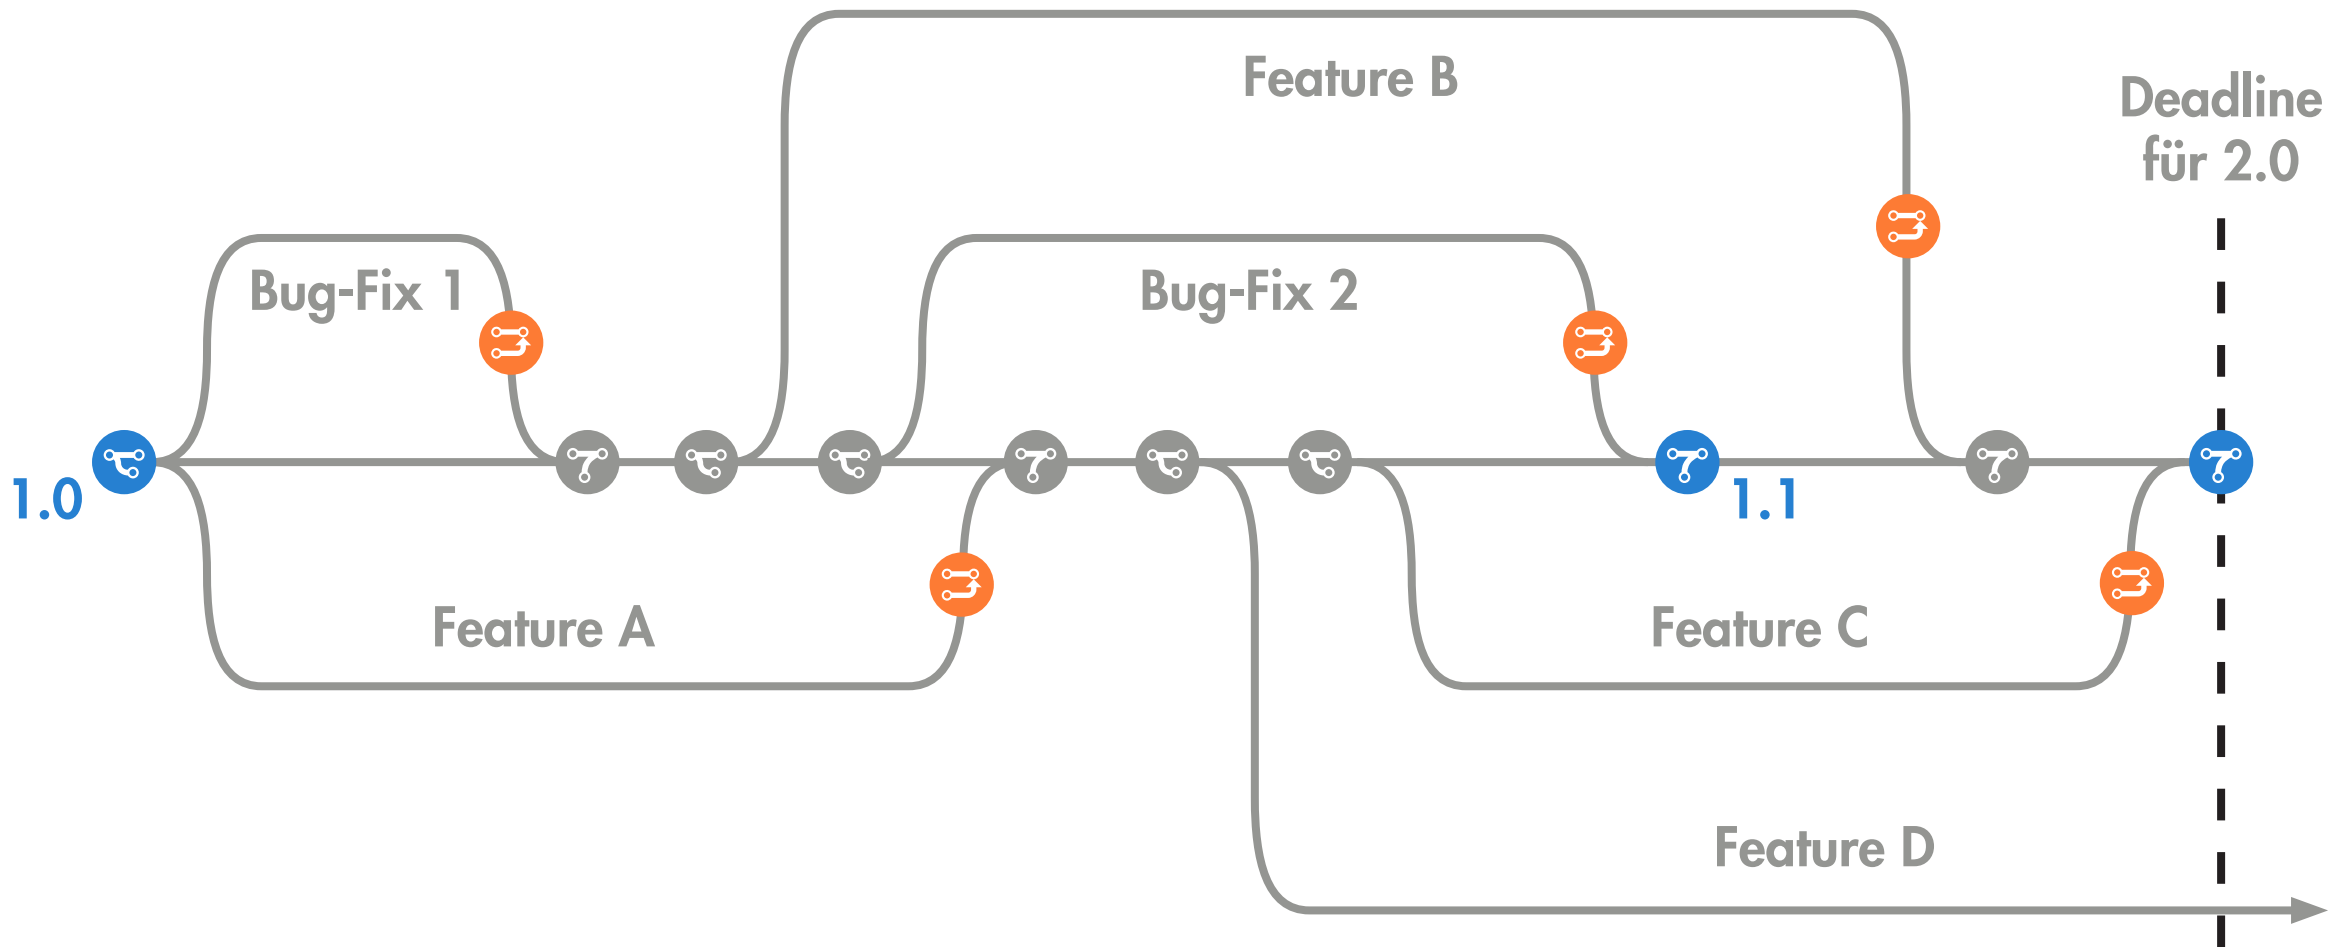 Feature B
Deadline
für 2.0
Bug-Fix 1
Bug-Fix 2
1.0
1.1
Feature A
Feature C
Feature D